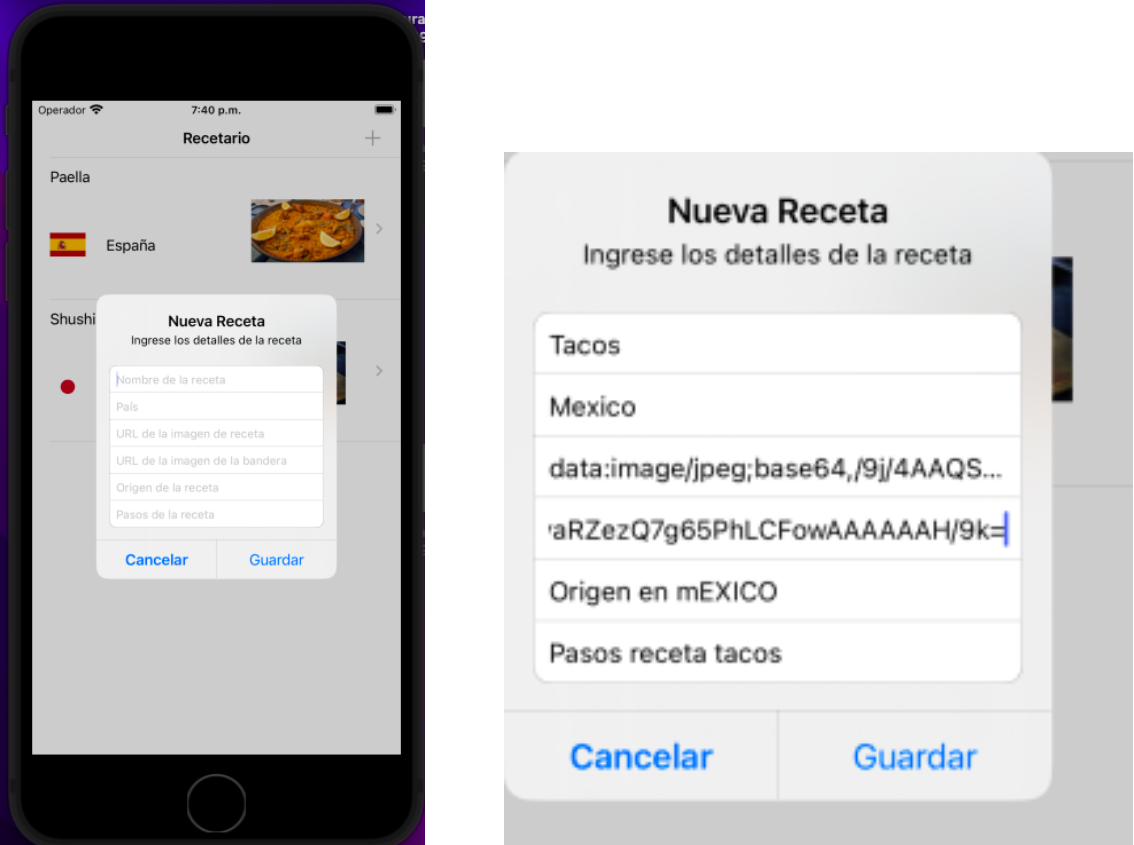 Operador 7:40 p.m.
Recetario
Paella
España
Shushi
Nueva Receta
Ingrese los detalles de la receta
Nombre de la receta
País
URL de la imagen de receta
URL de la imagen de la bandera
Origen de la receta
Pasos de la receta
Cancelar Guardar
Nueva Receta
Ingrese los detalles de la receta
Tacos
Mexico
data:image/jpeg;base64,/9j/4AAQS...
aRZezQ7g65PhLCFowAAAAAAH/9k=
Origen en mEXICO
Pasos receta tacos
Cancelar Guardar